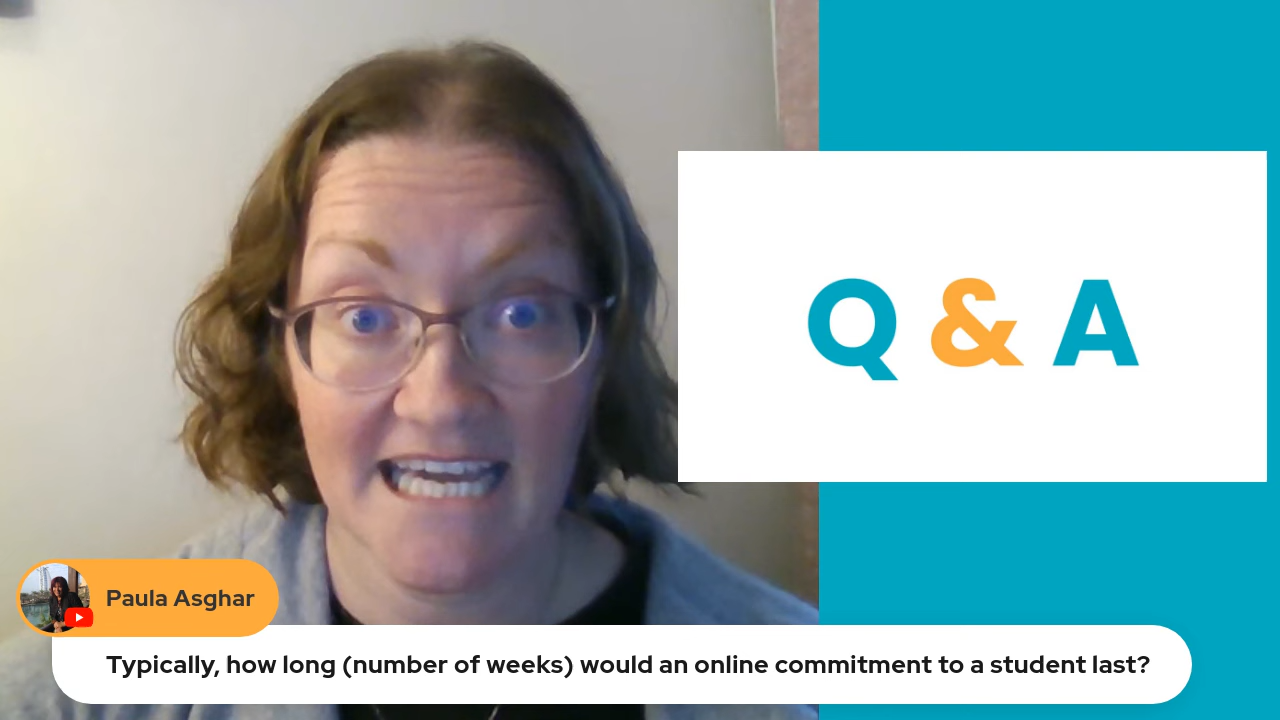 Q & A
Paula Asghar
Typically, how long (number of weeks) would an online commitment to a student last?